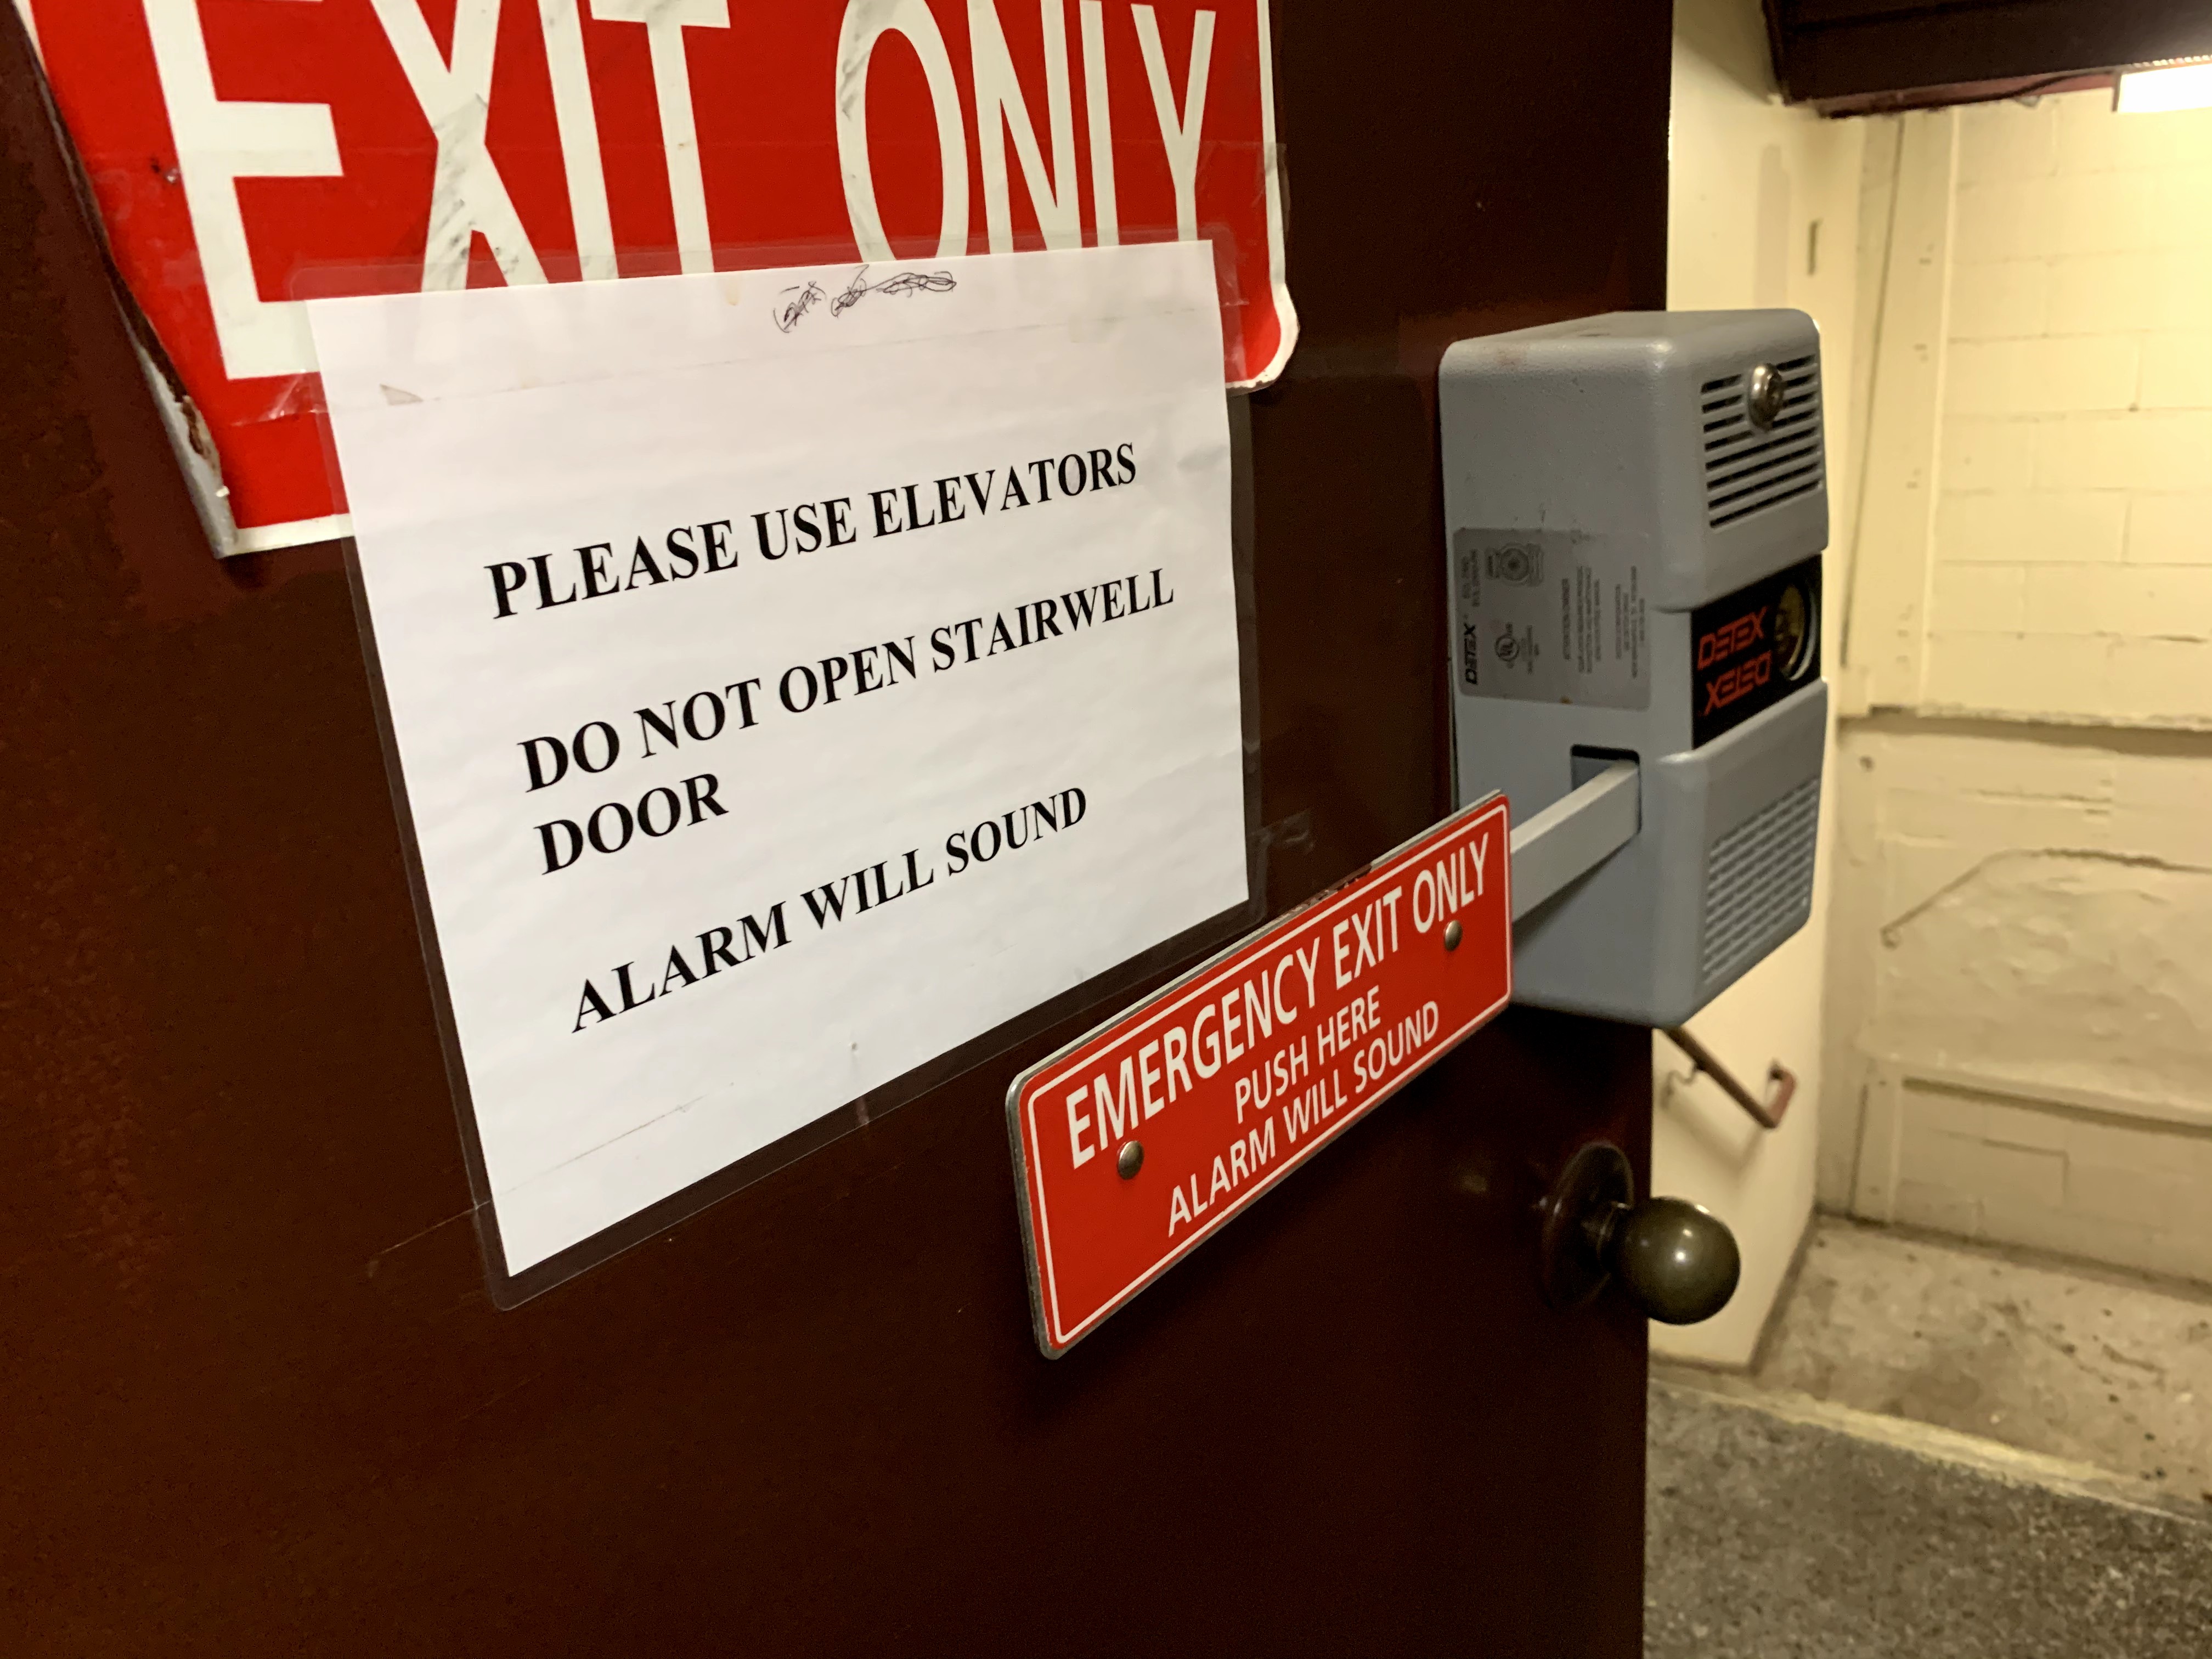 EXIT ONLY
PLEASE USE ELEVATORS
DO NOT OPEN STAIRWELL
DOOR
ALARM WILL SOUND
EMERGENCY EXIT ONLY
PUSH HERE
ALARM WILL SOUND
DETEX
DETEX
DETEX